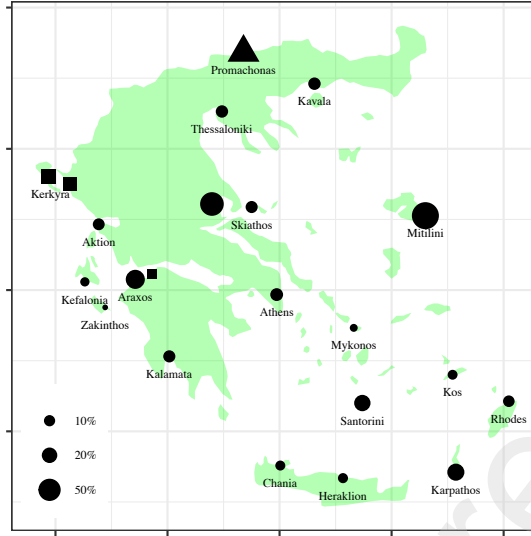 Promachonas
Kavala
Thessaloniki
Kerkyra
Skiathos
Mitilini
Aktion
Kefalonia
Araxos
Zakinthos
Athens
Mykonos
Kalamata
Kos
Santorini
Rhodes
10%
20%
50%
Chania
Heraklion
Karpathos
re